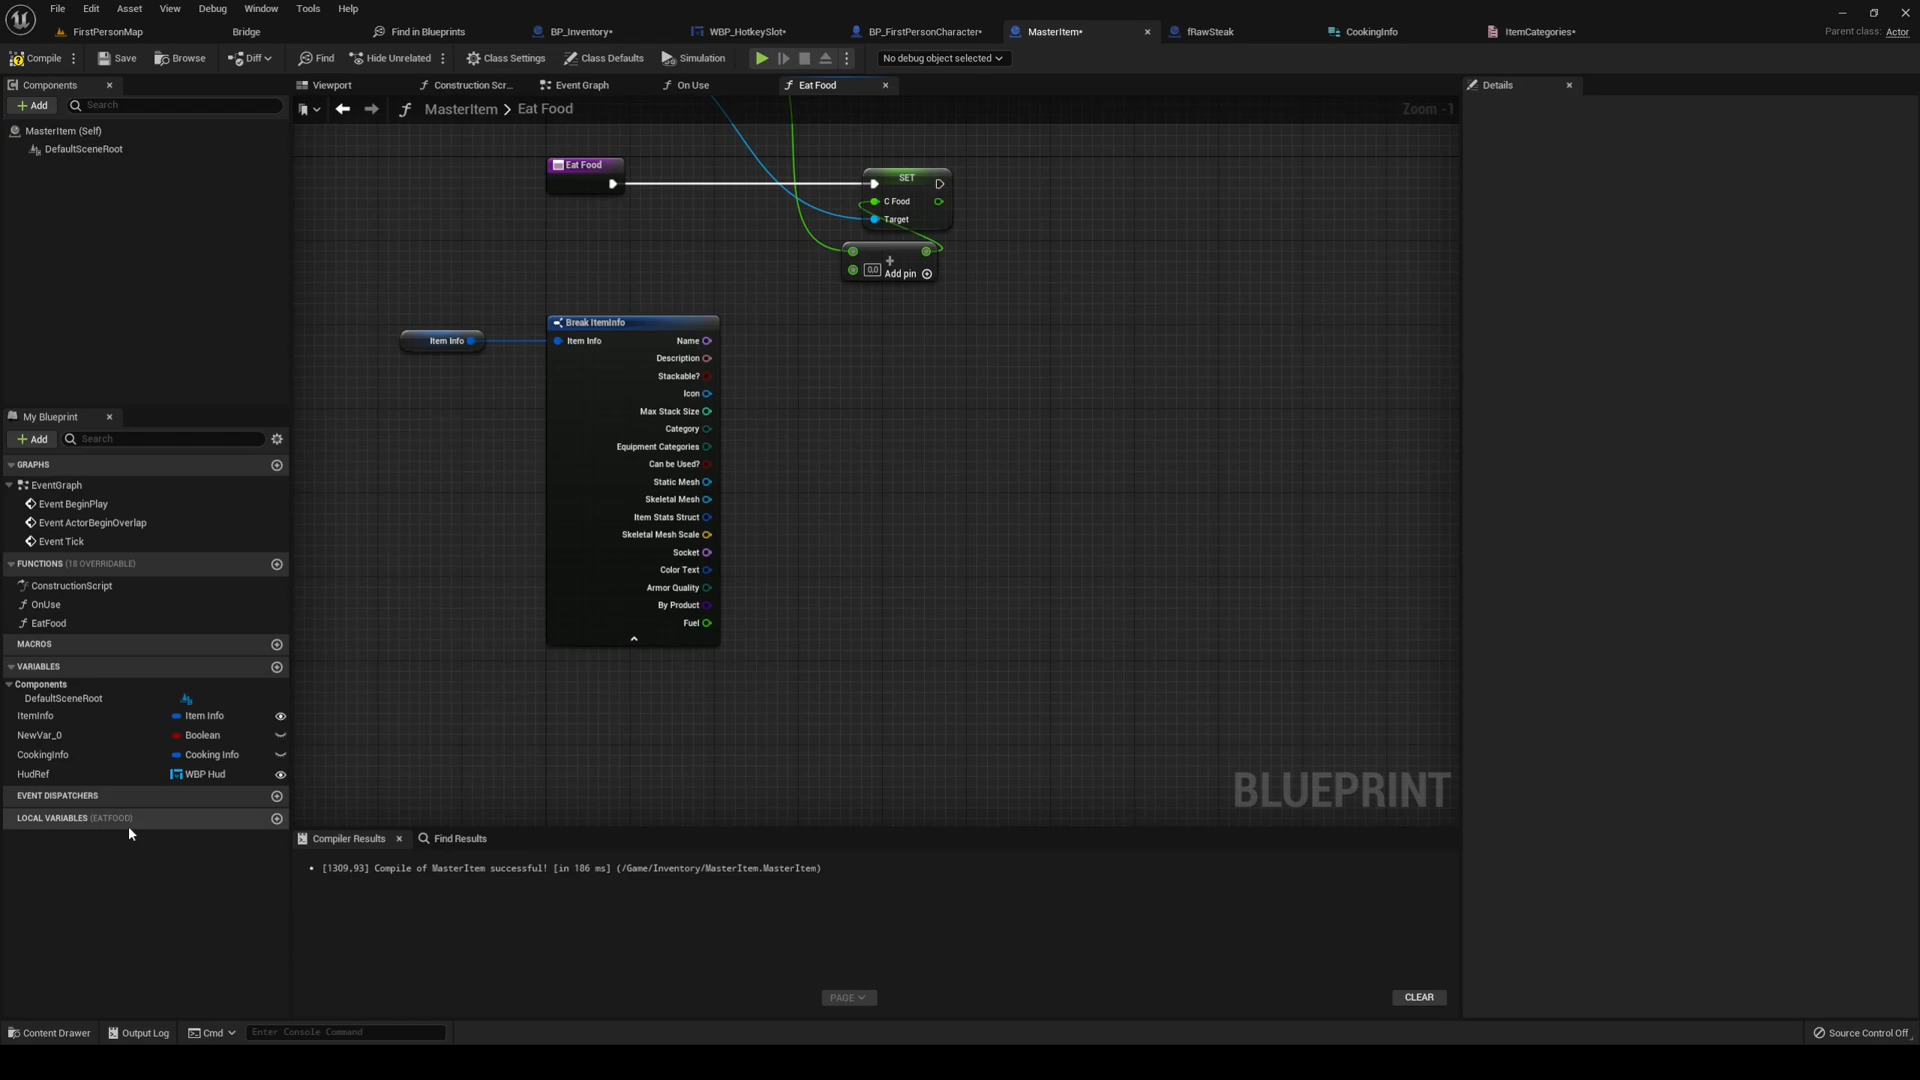 File Edit Asset View Debug Window Tools Help
FirstPersonMap Bridge Find in Blueprints BP_Inventory* WBP_HotkeySlot* BP_FirstPersonCharacter* MasterItem* fRawSteak CookingInfo ItemCategories* Parent class: Actor
Compile Save Browse Diff Find Hide Unrelated Class Settings Class Defaults Simulation No debug object selected
Components
Viewport Construction Scr... Event Graph On Use Eat Food
Details
Add Search
MasterItem > Eat Food
Zoom -1
MasterItem (Self)
DefaultSceneRoot
Eat Food
SET
C Food
Target
0,0 Add pin
Item Info
Break ItemInfo
Item Info Name
Description
Stackable?
Icon
Max Stack Size
Category
Equipment Categories
Can be Used?
Static Mesh
Skeletal Mesh
Item Stats Struct
Skeletal Mesh Scale
Socket
Color Text
Armor Quality
By Product
Fuel
My Blueprint
Add Search
GRAPHS
EventGraph
Event BeginPlay
Event ActorBeginOverlap
Event Tick
FUNCTIONS (18 OVERRIDABLE)
ConstructionScript
OnUse
EatFood
MACROS
VARIABLES
Components
DefaultSceneRoot
ItemInfo Item Info
NewVar_0 Boolean
CookingInfo Cooking Info
HudRef WBP Hud
EVENT DISPATCHERS
LOCAL VARIABLES (EATFOOD)
BLUEPRINT
Compiler Results Find Results
[1309,93] Compile of MasterItem successful! [in 186 ms] (/Game/Inventory/MasterItem.MasterItem)
PAGE
CLEAR
Content Drawer Output Log Cmd Enter Console Command Source Control Off